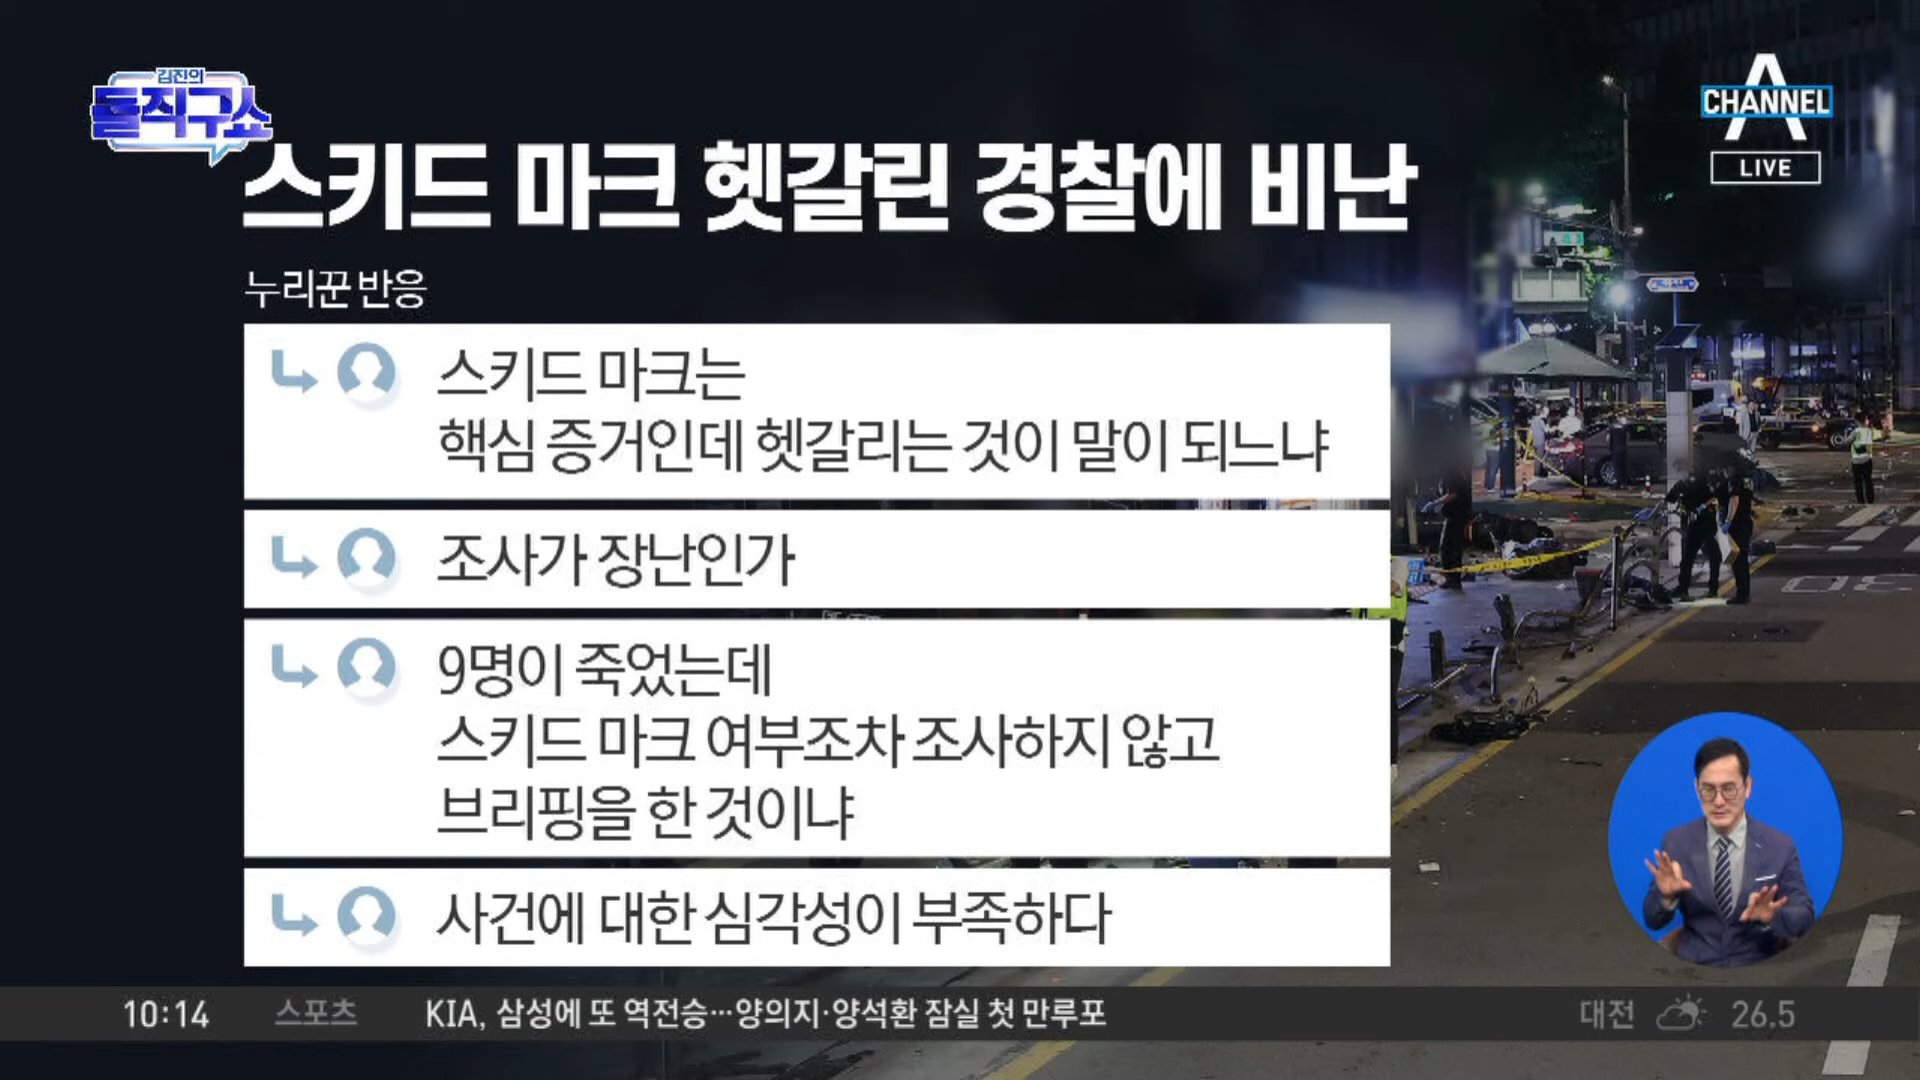 김진의
돌직구쇼
CHANNEL A
LIVE
스키드 마크 헷갈린 경찰에 비난
누리꾼 반응
스키드 마크는
핵심 증거인데 헷갈리는 것이 말이 되느냐
조사가 장난인가
9명이 죽었는데
스키드 마크 여부조차 조사하지 않고
브리핑을 한 것이냐
사건에 대한 심각성이 부족하다
10:14 스포츠 KIA, 삼성에 또 역전승…양의지·양석환 잠실 첫 만루포 대전 26.5